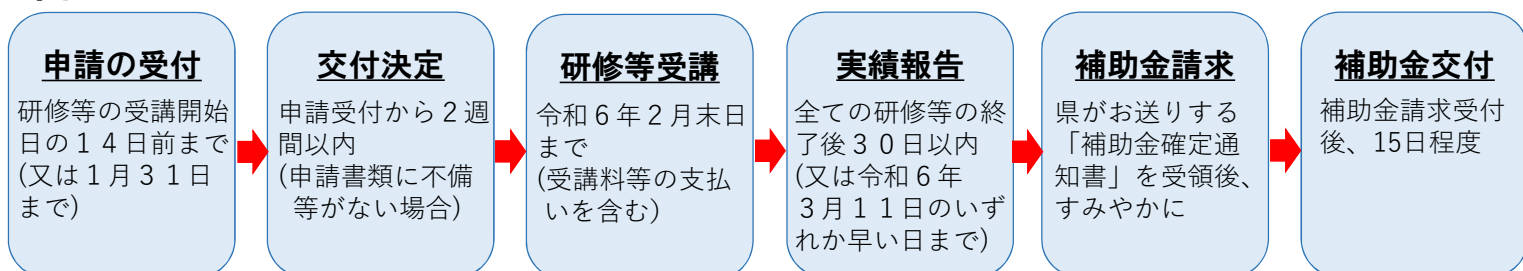 申請の受付
研修等の受講開始
日の１４日前まで
(又は１月３１日
まで)
交付決定
申請受付から２週
間以内
(申請書類に不備
等がない場合)
研修等受講
令和６年２月末日
まで
(受講料等の支払
いを含む)
実績報告
全ての研修等の終
了後３０日以内
(又は令和６年
３月１１日のいず
れか早い日まで)
補助金請求
県がお送りする
「補助金確定通
知書」を受領後、
すみやかに
補助金交付
補助金請求受付
後、15日程度